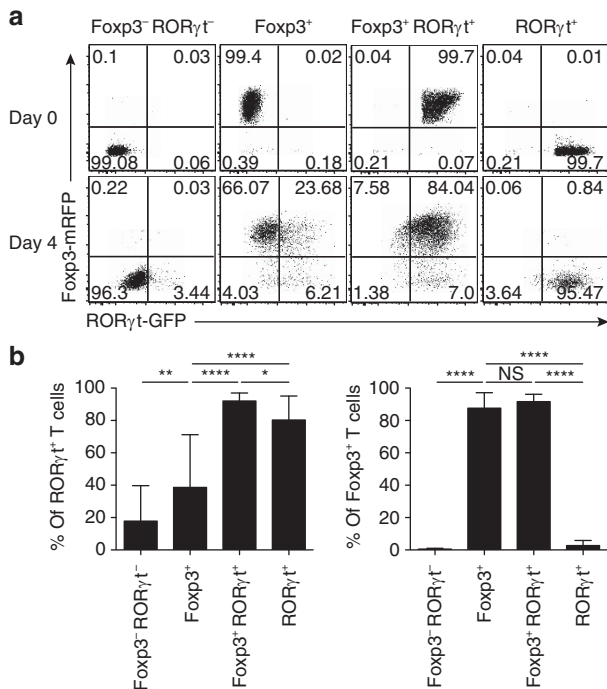 a
Foxp3⁻ RORγt⁻ Foxp3⁺ Foxp3⁺ RORγt⁺ RORγt⁺
Day 0
0.1 0.03 99.4 0.02 0.04 99.7 0.04 0.01
99.08 0.06 0.39 0.18 0.21 0.07 0.21 99.7
Day 4
0.22 0.03 66.07 23.68 7.58 84.04 0.06 0.84
96.3 3.44 4.03 6.21 1.38 7.0 3.64 95.47
Foxp3-mRFP
RORγt-GFP
b
% Of RORγt⁺ T cells
100
80
60
40
20
0
****
** **** *
Foxp3⁻ RORγt⁻
Foxp3⁺
Foxp3⁺ RORγt⁺
RORγt⁺
% Of Foxp3⁺ T cells
100
80
60
40
20
0
****
**** NS ****
Foxp3⁻ RORγt⁻
Foxp3⁺
Foxp3⁺ RORγt⁺
RORγt⁺